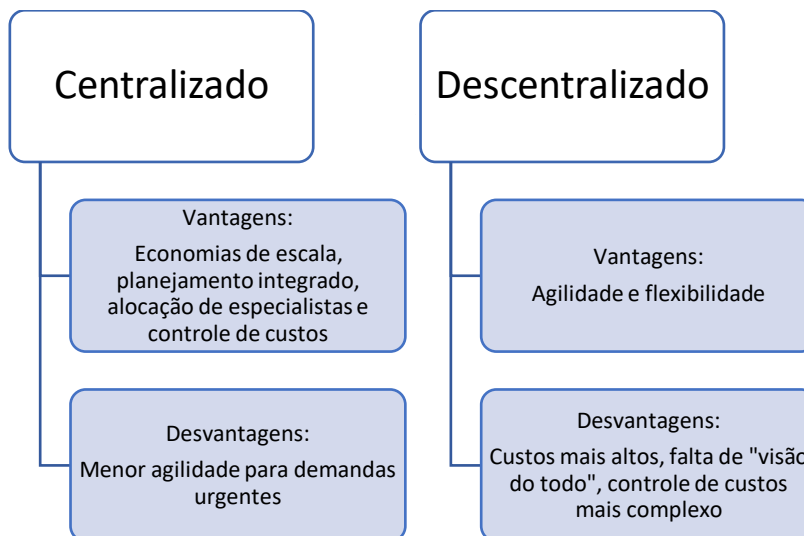 Centralizado
Vantagens:
Economias de escala,
planejamento integrado,
alocação de especialistas e
controle de custos
Desvantagens:
Menor agilidade para demandas
urgentes
Descentralizado
Vantagens:
Agilidade e flexibilidade
Desvantagens:
Custos mais altos, falta de "visão
do todo", controle de custos
mais complexo